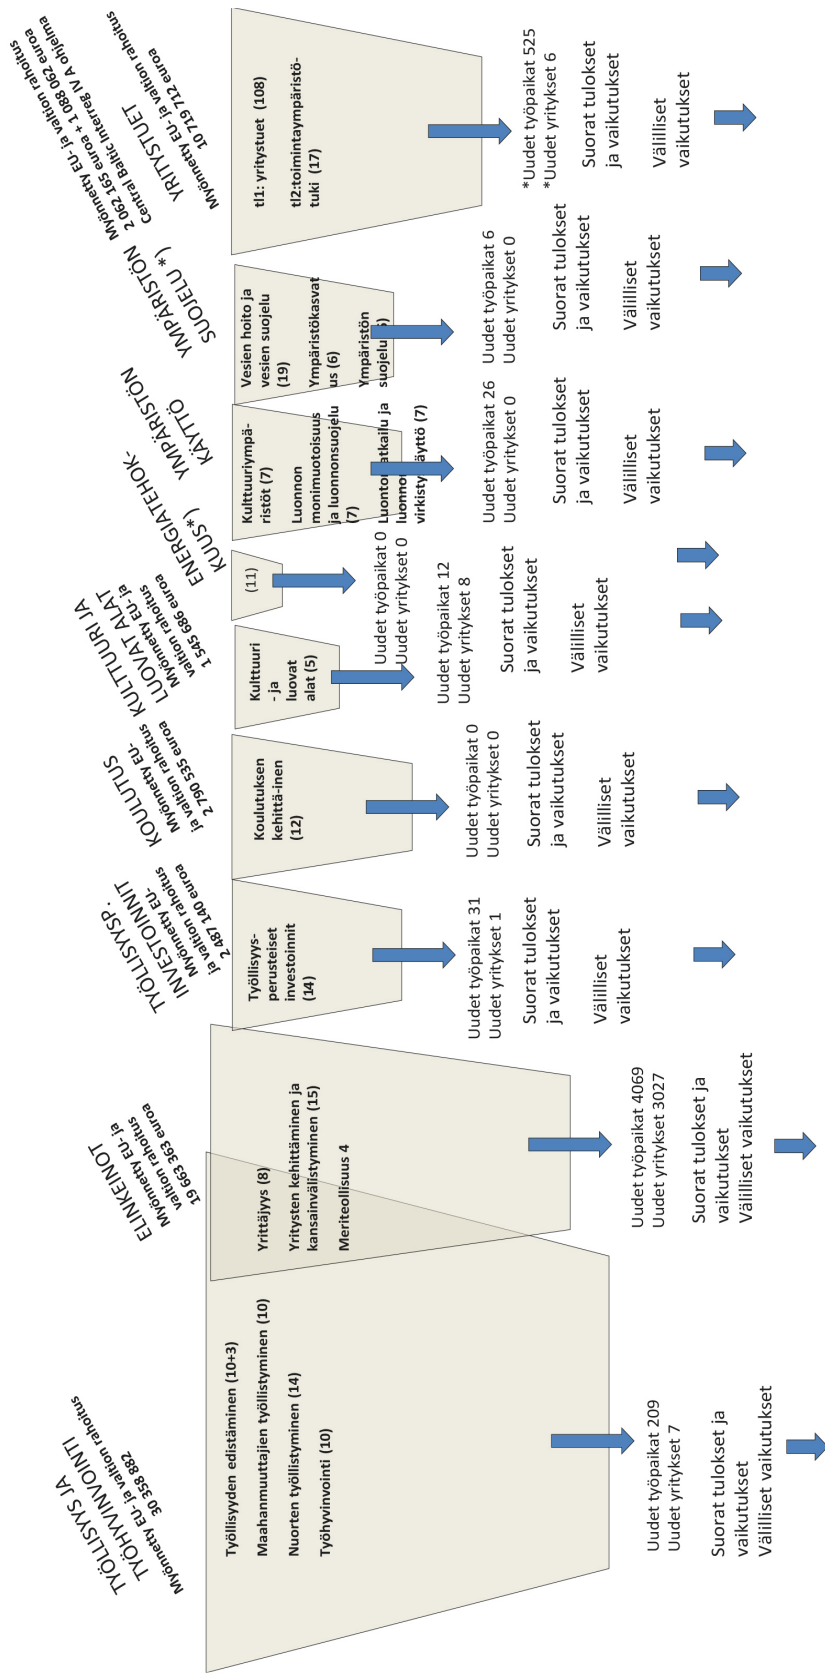 TYÖLLISYYS JA
TYÖHYVINVOINTI
Myönnetty EU- ja valtion rahoitus
30 358 882
Työllisyyden edistäminen (10+3)
Maahanmuuttajien työllistyminen (10)
Nuorten työllistyminen (14)
Työhyvinvointi (10)
Uudet työpaikat 209
Uudet yritykset 7
Suorat tulokset ja
vaikutukset
Välilliset vaikutukset
ELINKEINOT
Myönnetty EU- ja
valtion rahoitus
19 663 363 euroa
Yrittäjyys (8)
Yritysten kehittäminen ja
kansainvälistyminen (15)
Meriteollisuus 4
Uudet työpaikat 4069
Uudet yritykset 3027
Suorat tulokset ja
vaikutukset
Välilliset vaikutukset
TYÖLLISYYSP.
INVESTOINNIT
Myönnetty EU-
ja valtion rahoitus
2 487 140 euroa
Työllisyys-
perusteiset
investoinnit
(14)
Uudet työpaikat 31
Uudet yritykset 1
Suorat tulokset
ja vaikutukset
Välilliset
vaikutukset
KOULUTUS
Myönnetty EU-
ja valtion rahoitus
2 790 535 euroa
Koulutuksen
kehittä-inen
(12)
Uudet työpaikat 0
Uudet yritykset 0
Suorat tulokset
ja vaikutukset
Välilliset
vaikutukset
KULTTUURI JA
LUOVAT ALAT
Myönnetty EU- ja
valtion rahoitus
1 545 686 euroa
Kulttuuri
- ja
luovat
alat (5)
Uudet työpaikat 12
Uudet yritykset 8
Suorat tulokset
ja vaikutukset
Välilliset
vaikutukset
ENERGIATEHOK-
KUUS*)
(11)
Uudet työpaikat 0
Uudet yritykset 0
YMPÄRISTÖN
KÄYTTÖ
Kulttuuriympä-
ristöt (7)
Luonnon
monimuotoisuus
ja luonnonsuojelu
(7)
ja
(7)
Uudet työpaikat 26
Uudet yritykset 0
Suorat tulokset
ja vaikutukset
Välilliset
vaikutukset
YMPÄRISTÖN
SUOJELU *)
Myönnetty EU- ja valtion rahoitus
2 062 165 euroa + 1 088 062 euroa
Central Baltic Interreg IV A ohjelma
Vesien hoito ja
vesien suojelu
(19)
Ympäristökasvat
us (6)
Ympäristön
suojelu
Uudet työpaikat 6
Uudet yritykset 0
Suorat tulokset
ja vaikutukset
Välilliset
vaikutukset
YRITYSTUET
Myönnetty EU- ja valtion rahoitus
10 719 712 euroa
tl1: yritystuet (108)
tl2:toimintaympäristö-
tuki (17)
*Uudet työpaikat 525
*Uudet yritykset 6
Suorat tulokset
ja vaikutukset
Välilliset
vaikutukset